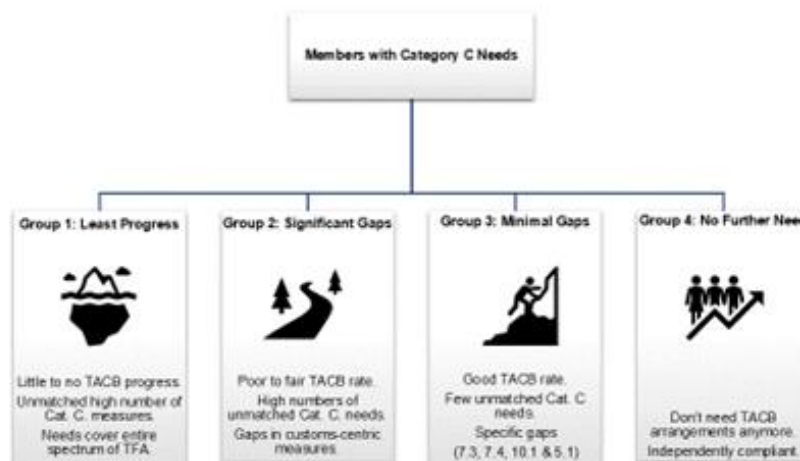 Members with Category C Needs
Group 1: Least Progress
Little to no TACB progress.
Unmatched high number of
Cat. C. measures.
Needs cover entire
spectrum of TFA.
Group 2: Significant Gaps
Poor to fair TACB rate.
High numbers of
unmatched Cat. C. needs.
Gaps in customs-centric
measures.
Group 3: Minimal Gaps
Good TACB rate.
Few unmatched Cat. C
needs.
Specific gaps
(7.3, 7.4, 10.1 & 5.1)
Group 4: No Further Need
Don't need TACB
arrangements anymore.
Independently compliant.